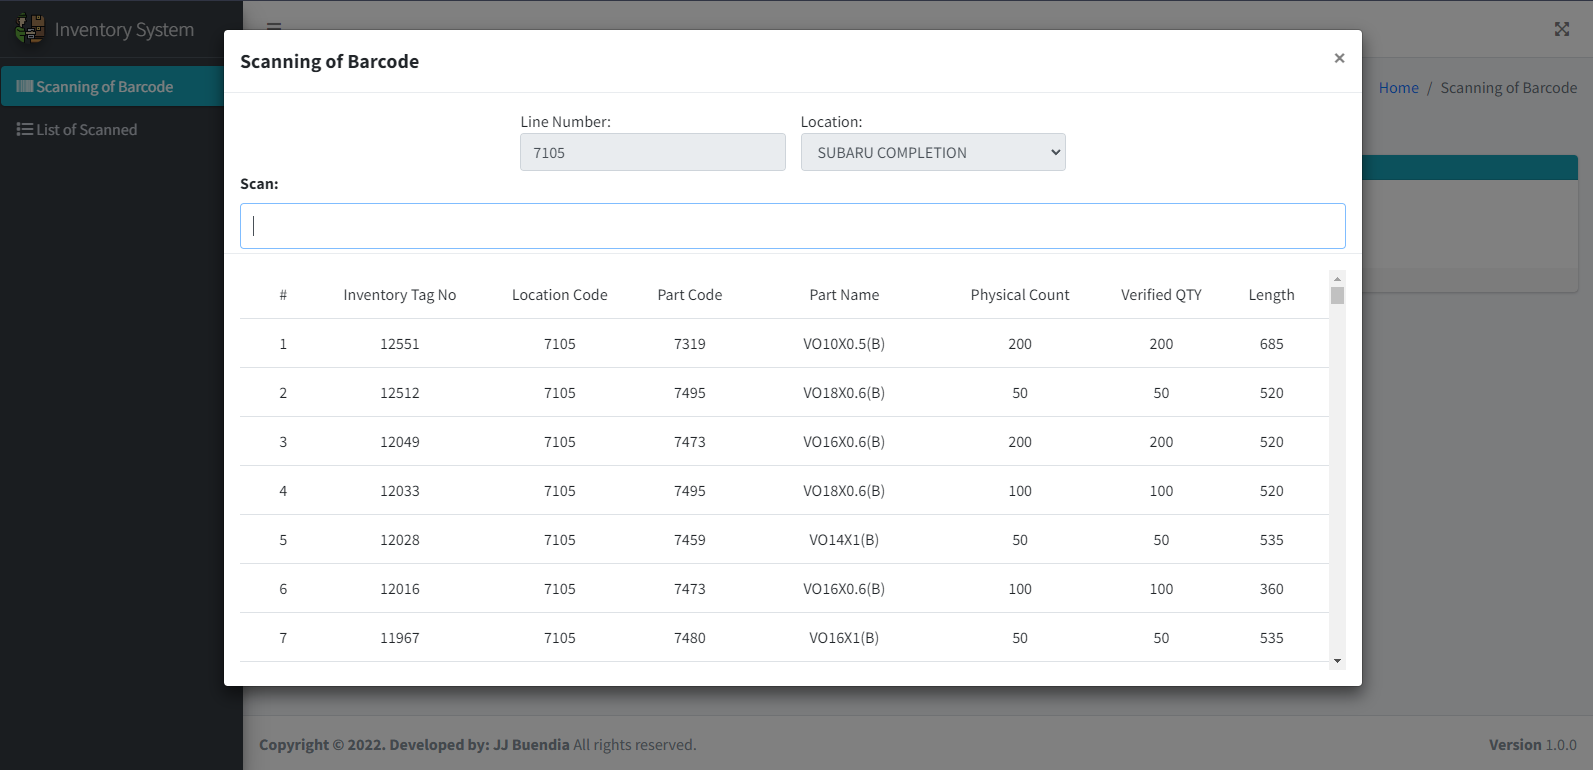 Inventory System
Scanning of Barcode
List of Scanned
Home / Scanning of Barcode
Scanning of Barcode
×
Line Number: Location:
7105 SUBARU COMPLETION
Scan:
# Inventory Tag No Location Code Part Code Part Name Physical Count Verified QTY Length
1 12551 7105 7319 VO10X0.5(B) 200 200 685
2 12512 7105 7495 VO18X0.6(B) 50 50 520
3 12049 7105 7473 VO16X0.6(B) 200 200 520
4 12033 7105 7495 VO18X0.6(B) 100 100 520
5 12028 7105 7459 VO14X1(B) 50 50 535
6 12016 7105 7473 VO16X0.6(B) 100 100 360
7 11967 7105 7480 VO16X1(B) 50 50 535
Copyright © 2022. Developed by: JJ Buendia All rights reserved. Version 1.0.0